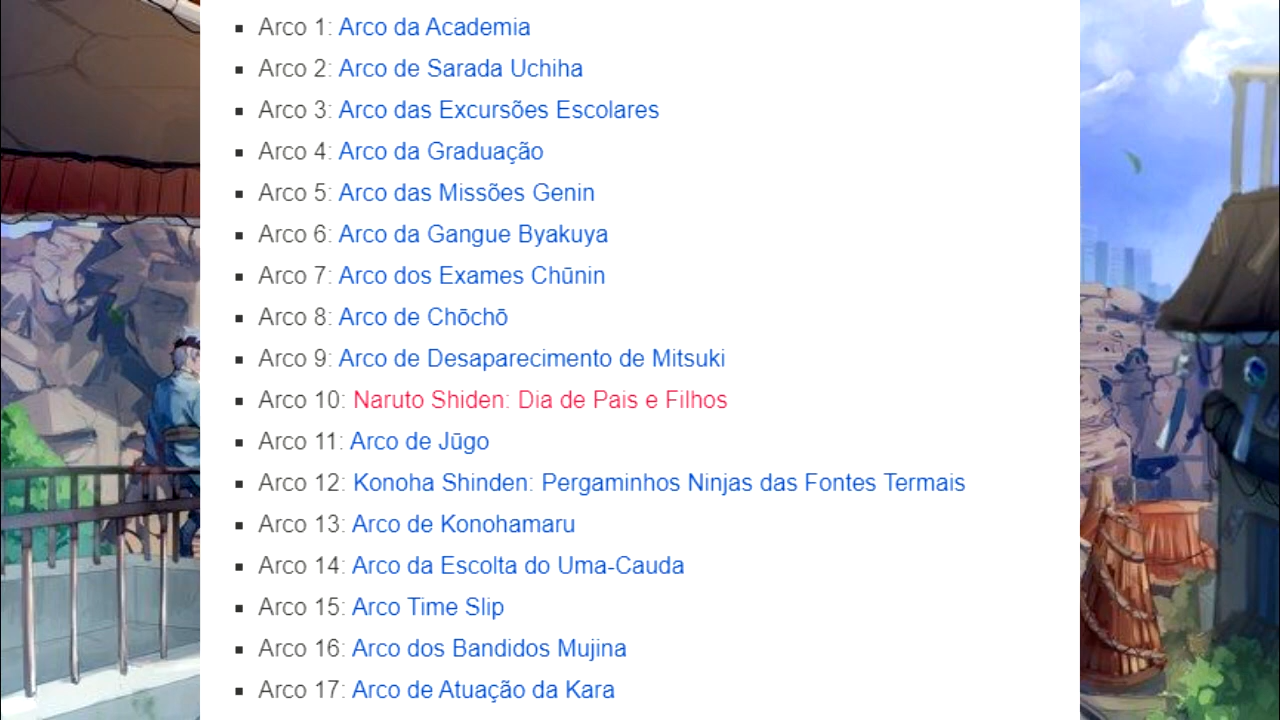 Arco 1: Arco da Academia
Arco 2: Arco de Sarada Uchiha
Arco 3: Arco das Excursões Escolares
Arco 4: Arco da Graduação
Arco 5: Arco das Missões Genin
Arco 6: Arco da Gangue Byakuya
Arco 7: Arco dos Exames Chūnin
Arco 8: Arco de Chōchō
Arco 9: Arco de Desaparecimento de Mitsuki
Arco 10: Naruto Shiden: Dia de Pais e Filhos
Arco 11: Arco de Jūgo
Arco 12: Konoha Shinden: Pergaminhos Ninjas das Fontes Termais
Arco 13: Arco de Konohamaru
Arco 14: Arco da Escolta do Uma-Cauda
Arco 15: Arco Time Slip
Arco 16: Arco dos Bandidos Mujina
Arco 17: Arco de Atuação da Kara